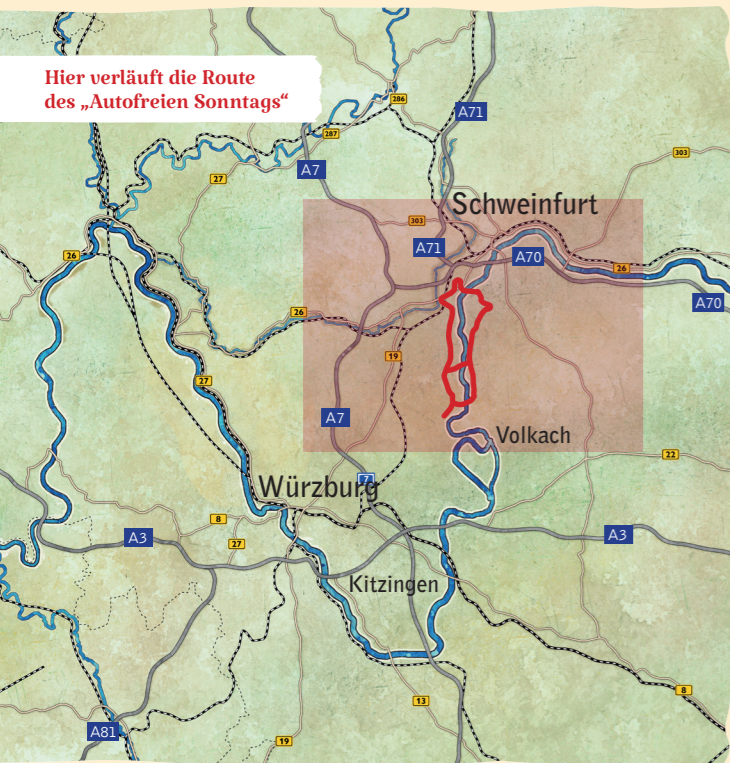 Hier verläuft die Route
des „Autofreien Sonntags“
286
A71
287
303
A7
27
Schweinfurt
303
A71
A70
26
26
A70
26
19
27
A7
Volkach
22
7
Würzburg
8
A3
27
A3
Kitzingen
8
13
A81
19